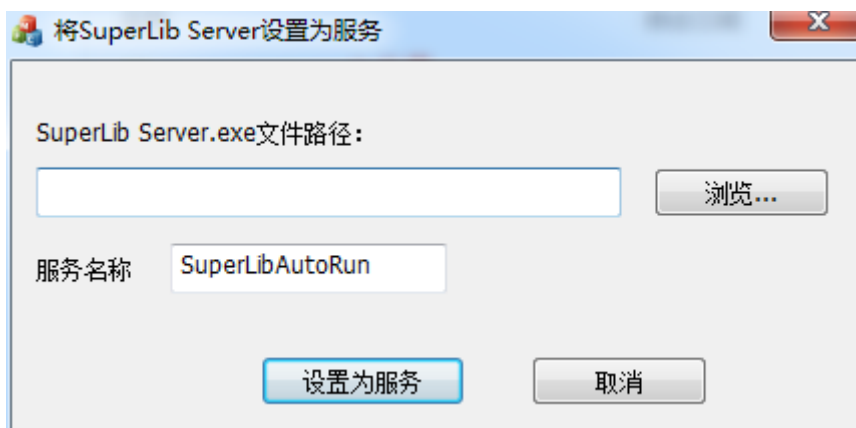 将SuperLib Server设置为服务
SuperLib Server.exe文件路径：
浏览...
服务名称 SuperLibAutoRun
设置为服务 取消